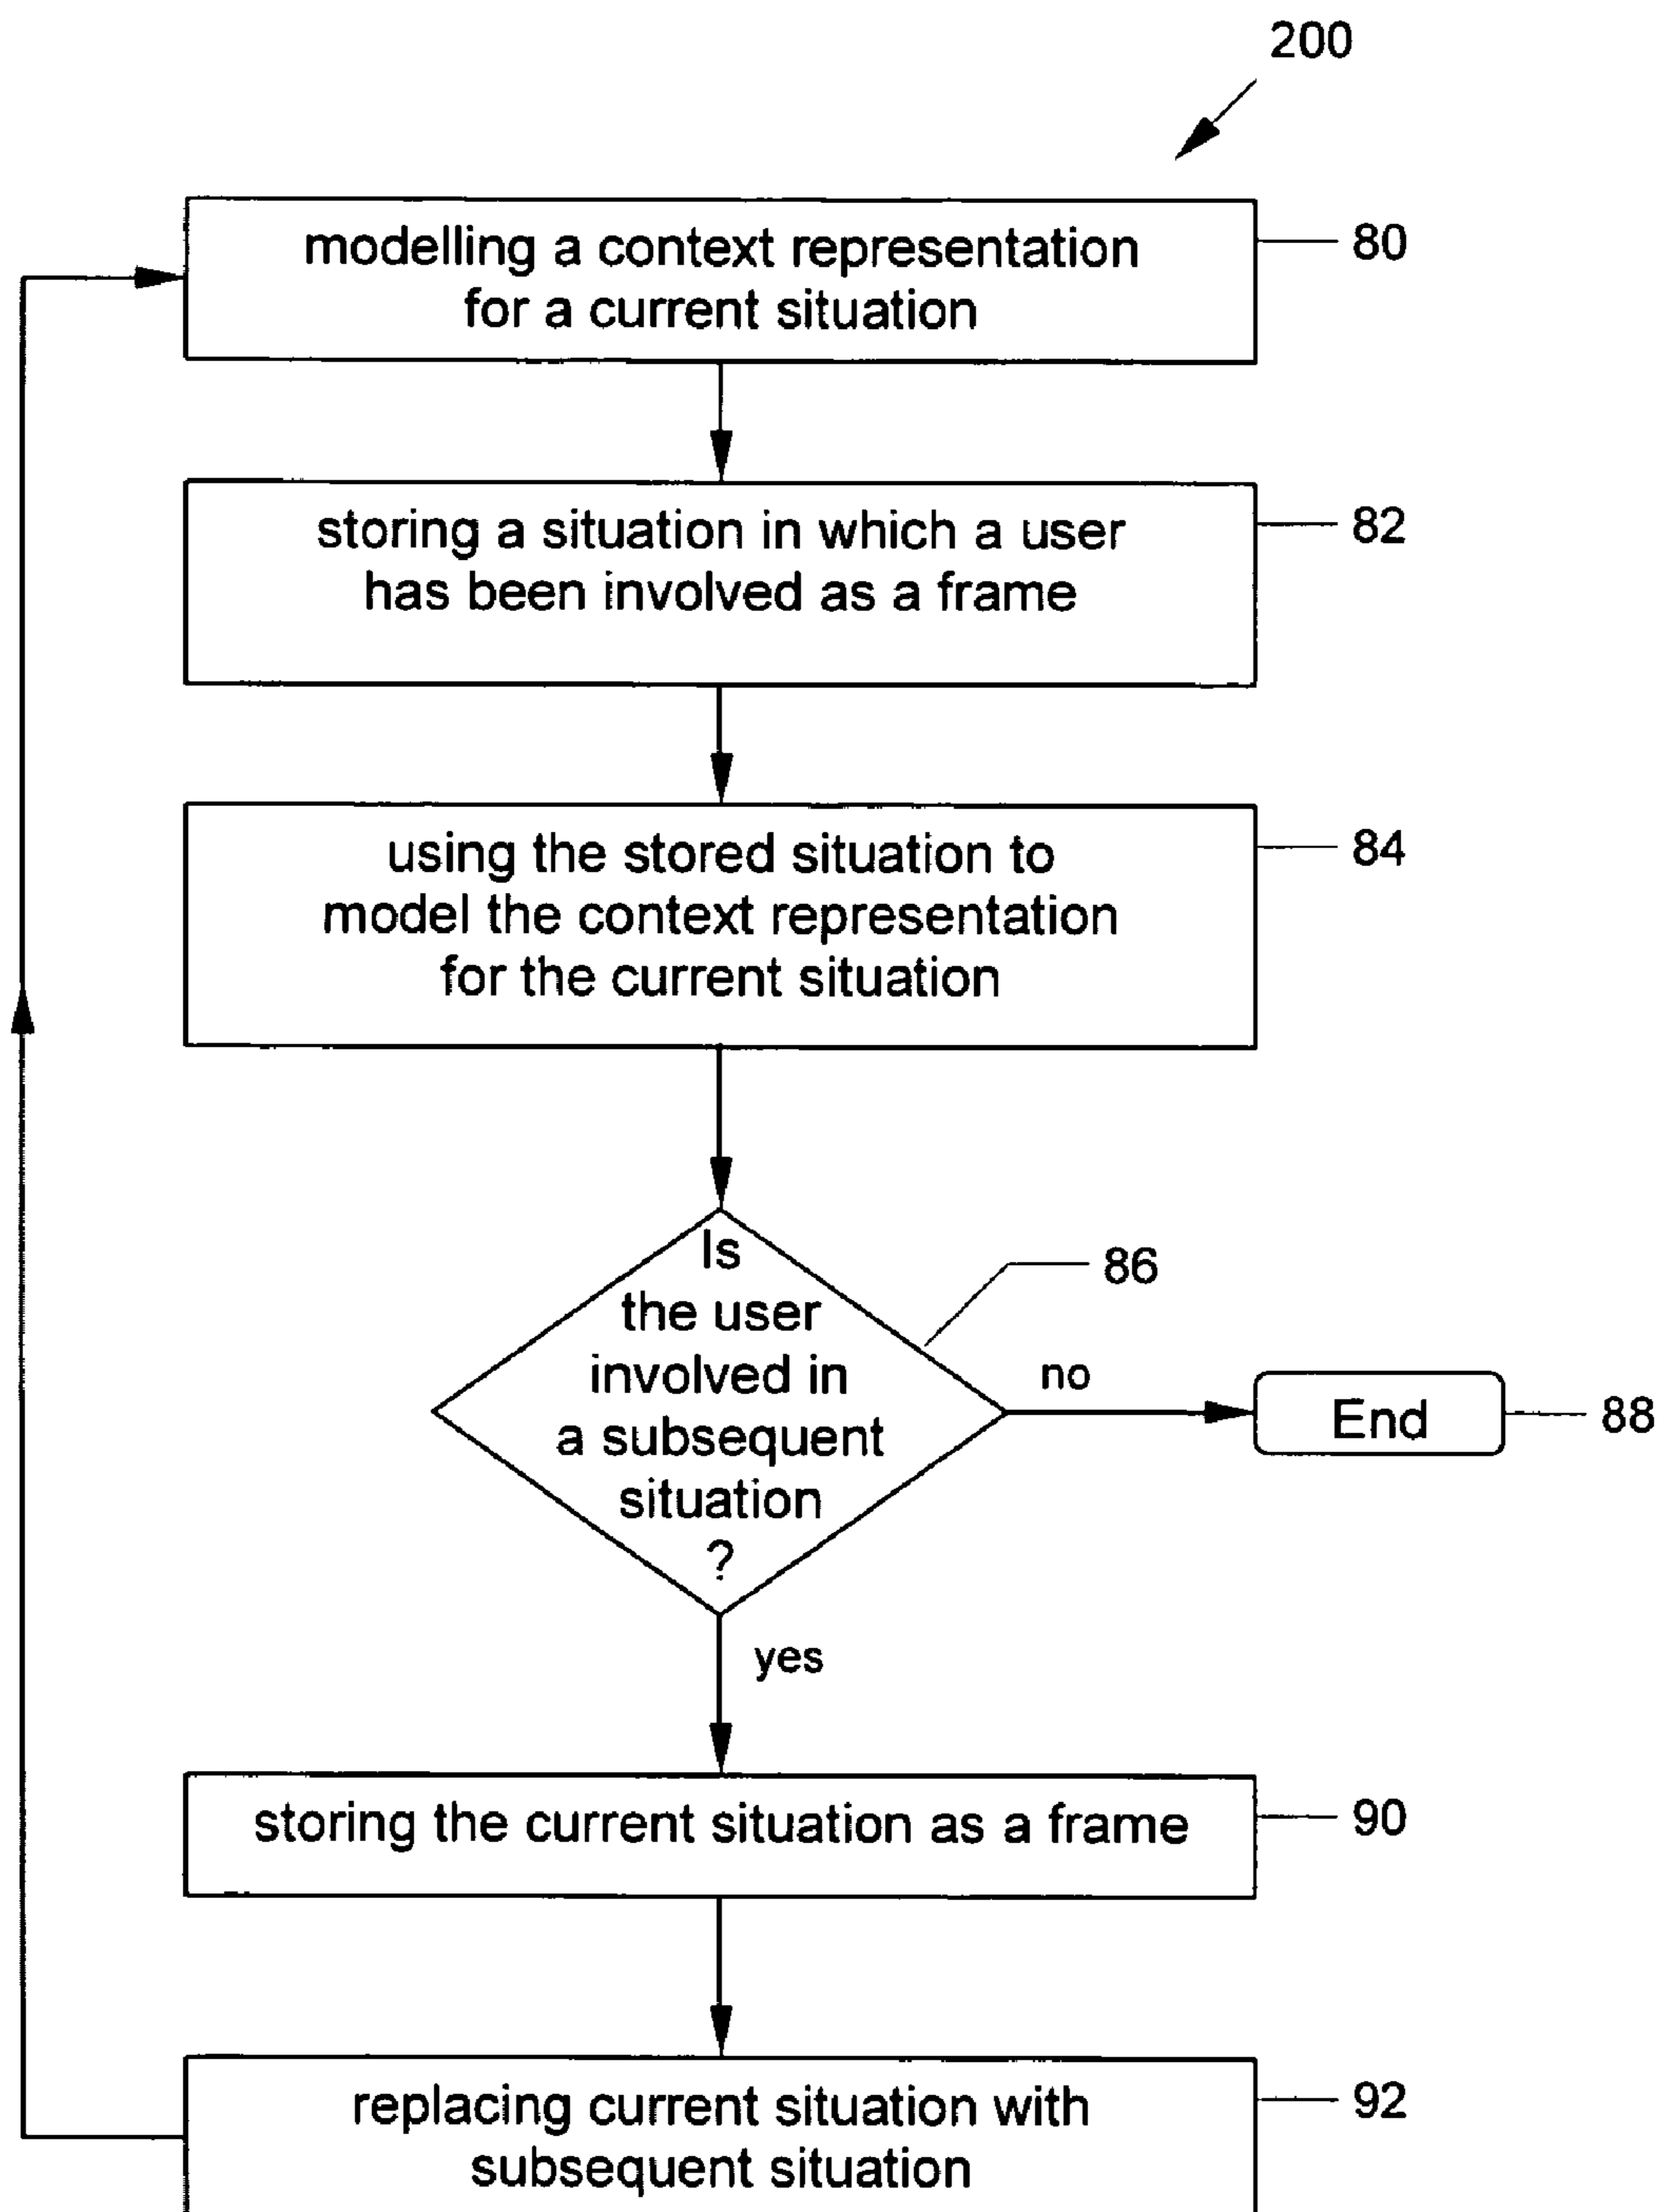 200
modelling a context representation
for a current situation
80
storing a situation in which a user
has been involved as a frame
82
using the stored situation to
model the context representation
for the current situation
84
Is
the user
involved in
a subsequent
situation
?
86
no
End
88
yes
storing the current situation as a frame
90
replacing current situation with
subsequent situation
92